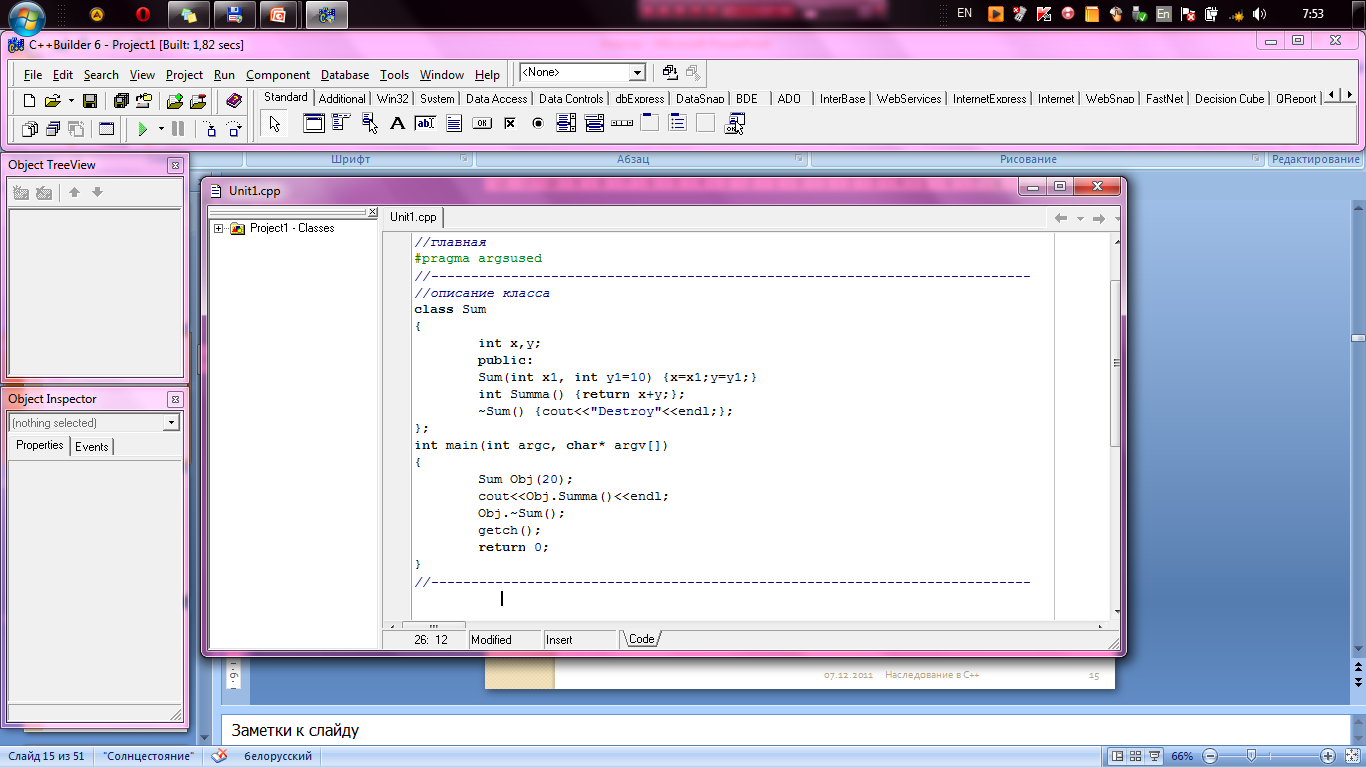 EN
7:53
C++Builder 6 - Project1 [Built: 1,82 secs]
File Edit Search View Project Run Component Database Tools Window Help
<None>
Standard Additional Win32 System Data Access Data Controls dbExpress DataSnap BDE ADO InterBase WebServices InternetExpress Internet WebSnap FastNet Decision Cube QReport
Шрифт Абзац Рисование Редактирование
Object TreeView
Object Inspector
(nothing selected)
Properties Events
Unit1.cpp
Project1 - Classes
Unit1.cpp
//главная
#pragma argsused
//---------------------------------------------------------------------------
//описание класса
class Sum
{
int x,y;
public:
Sum(int x1, int y1=10) {x=x1;y=y1;}
int Summa() {return x+y;};
~Sum() {cout<<"Destroy"<<endl;};
};
int main(int argc, char* argv[])
{
Sum Obj(20);
cout<<Obj.Summa()<<endl;
Obj.~Sum();
getch();
return 0;
}
//---------------------------------------------------------------------------
26: 12 Modified Insert Code
07.12.2011 Наследование в С++ 15
Заметки к слайду
Слайд 15 из 51 "Солнцестояние" белорусский 66%